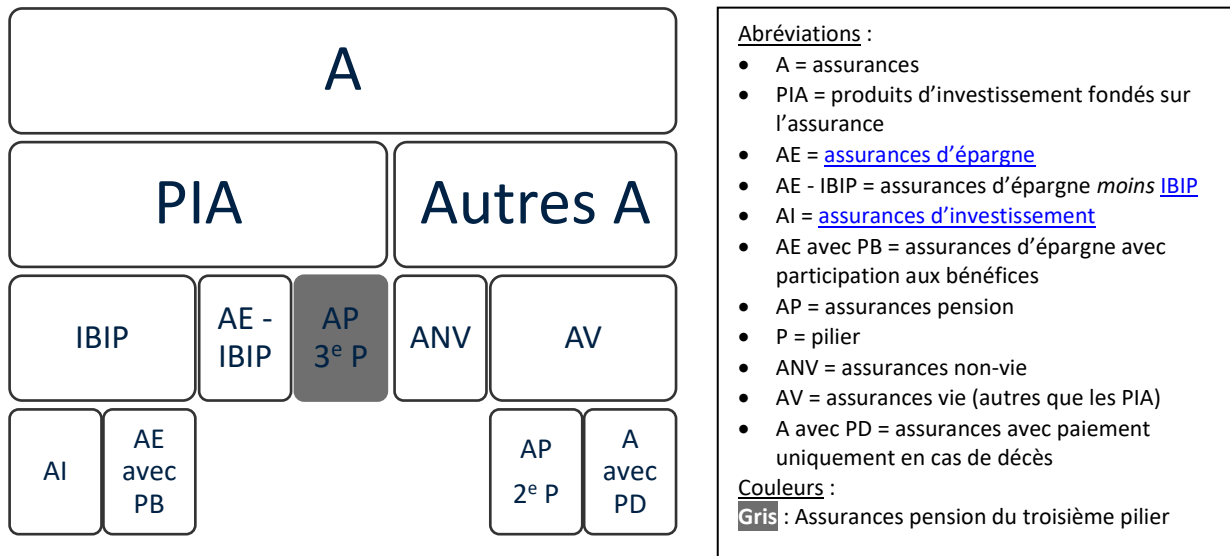 A
PIA
Autres A
IBIP
AE -
IBIP
AP
3e P
ANV
AV
AI
AE
avec
PB
AP
2e P
A
avec
PD
Abréviations :
• A = assurances
• PIA = produits d'investissement fondés sur
l'assurance
• AE = assurances d'épargne
• AE - IBIP = assurances d'épargne moins IBIP
• AI = assurances d'investissement
• AE avec PB = assurances d'épargne avec
participation aux bénéfices
• AP = assurances pension
• P = pilier
• ANV = assurances non-vie
• AV = assurances vie (autres que les PIA)
• A avec PD = assurances avec paiement
uniquement en cas de décès
Couleurs :
Gris : Assurances pension du troisième pilier